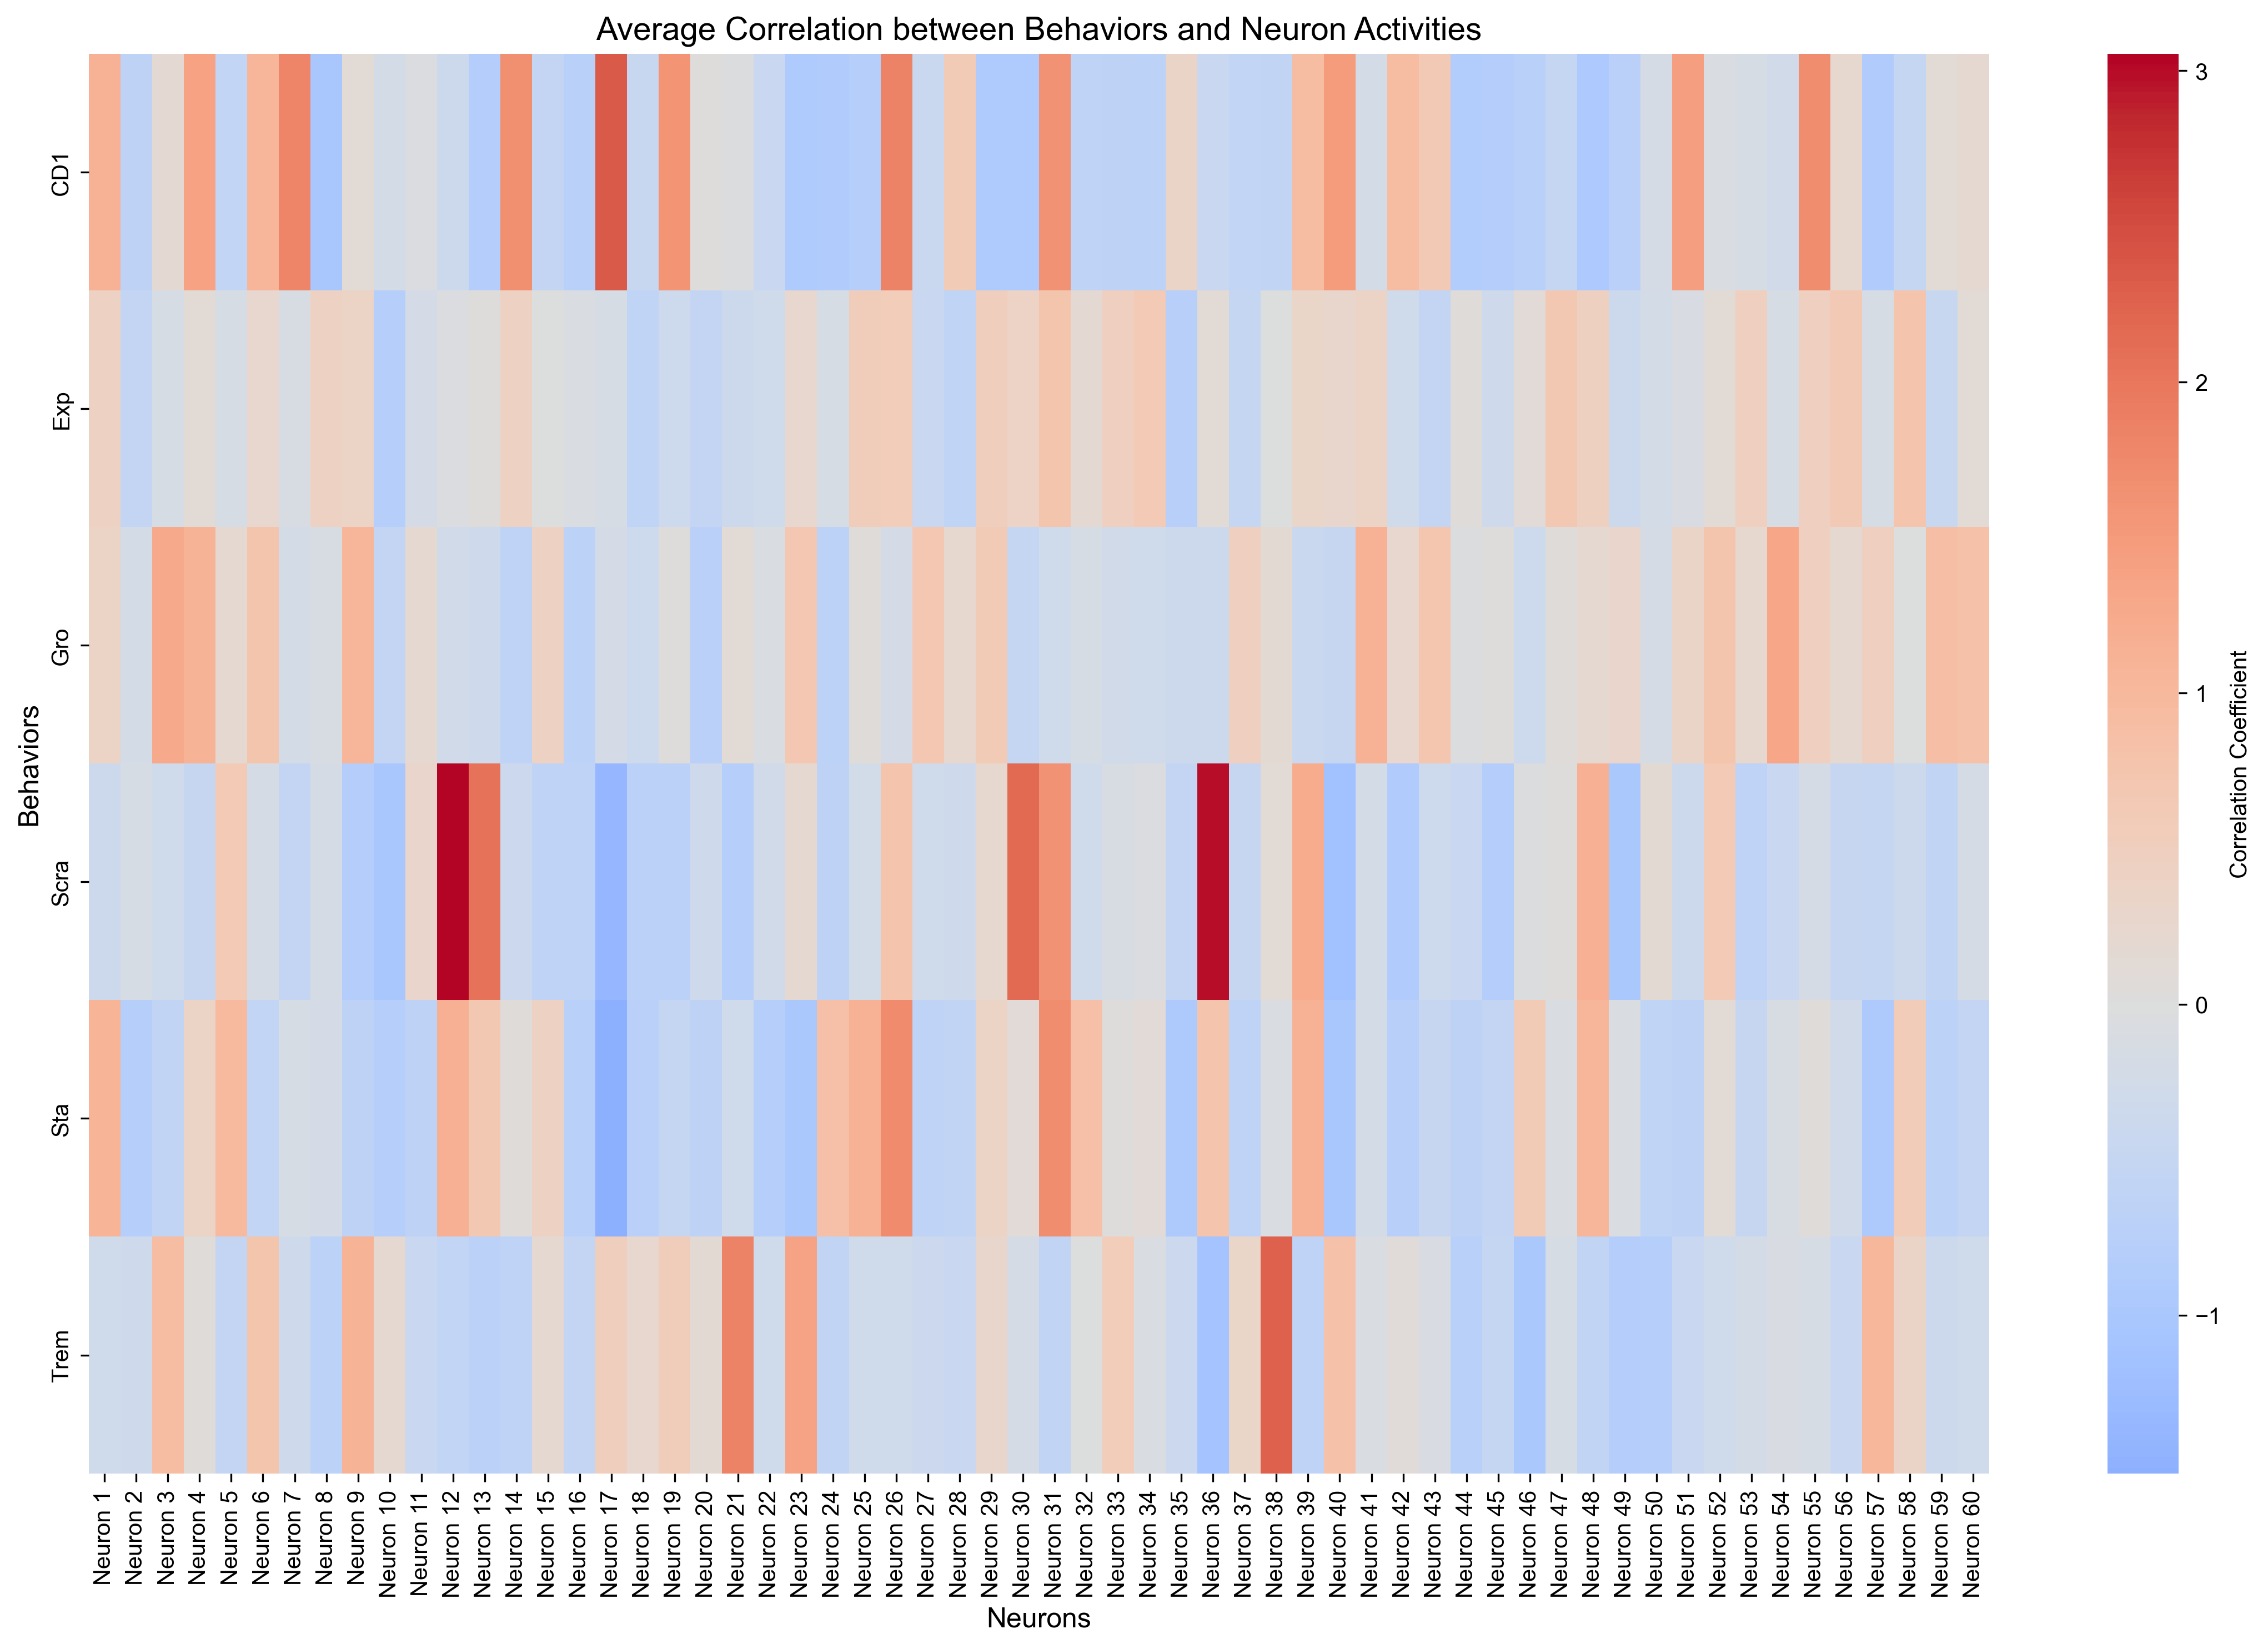 Average Correlation between Behaviors and Neuron Activities
Behaviors
CD1
Exp
Gro
Scra
Sta
Trem
Neuron 1
Neuron 2
Neuron 3
Neuron 4
Neuron 5
Neuron 6
Neuron 7
Neuron 8
Neuron 9
Neuron 10
Neuron 11
Neuron 12
Neuron 13
Neuron 14
Neuron 15
Neuron 16
Neuron 17
Neuron 18
Neuron 19
Neuron 20
Neuron 21
Neuron 22
Neuron 23
Neuron 24
Neuron 25
Neuron 26
Neuron 27
Neuron 28
Neuron 29
Neuron 30
Neuron 31
Neuron 32
Neuron 33
Neuron 34
Neuron 35
Neuron 36
Neuron 37
Neuron 38
Neuron 39
Neuron 40
Neuron 41
Neuron 42
Neuron 43
Neuron 44
Neuron 45
Neuron 46
Neuron 47
Neuron 48
Neuron 49
Neuron 50
Neuron 51
Neuron 52
Neuron 53
Neuron 54
Neuron 55
Neuron 56
Neuron 57
Neuron 58
Neuron 59
Neuron 60
Neurons
3
2
1
0
−1
Correlation Coefficient